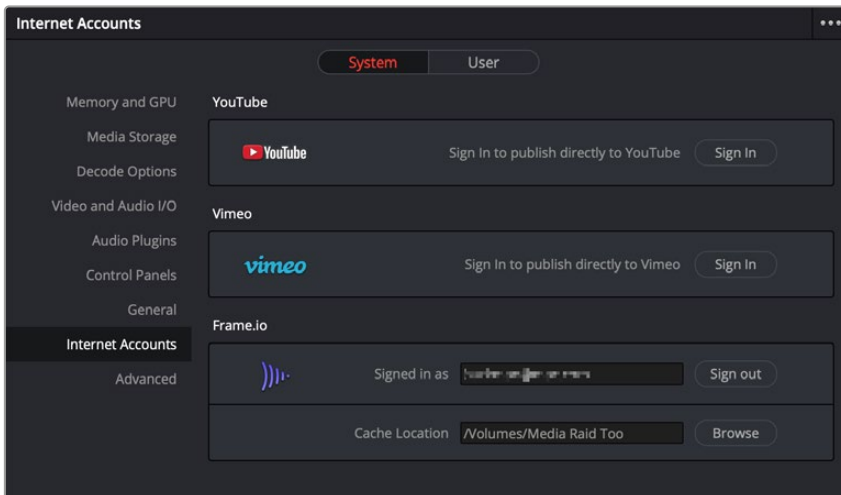 Internet Accounts
System User
Memory and GPU
Media Storage
Decode Options
Video and Audio I/O
Audio Plugins
Control Panels
General
Internet Accounts
Advanced
YouTube
YouTube Sign In to publish directly to YouTube Sign In
Vimeo
vimeo Sign In to publish directly to Vimeo Sign In
Frame.io
Signed in as Sign out
Cache Location /Volumes/Media Raid Too Browse